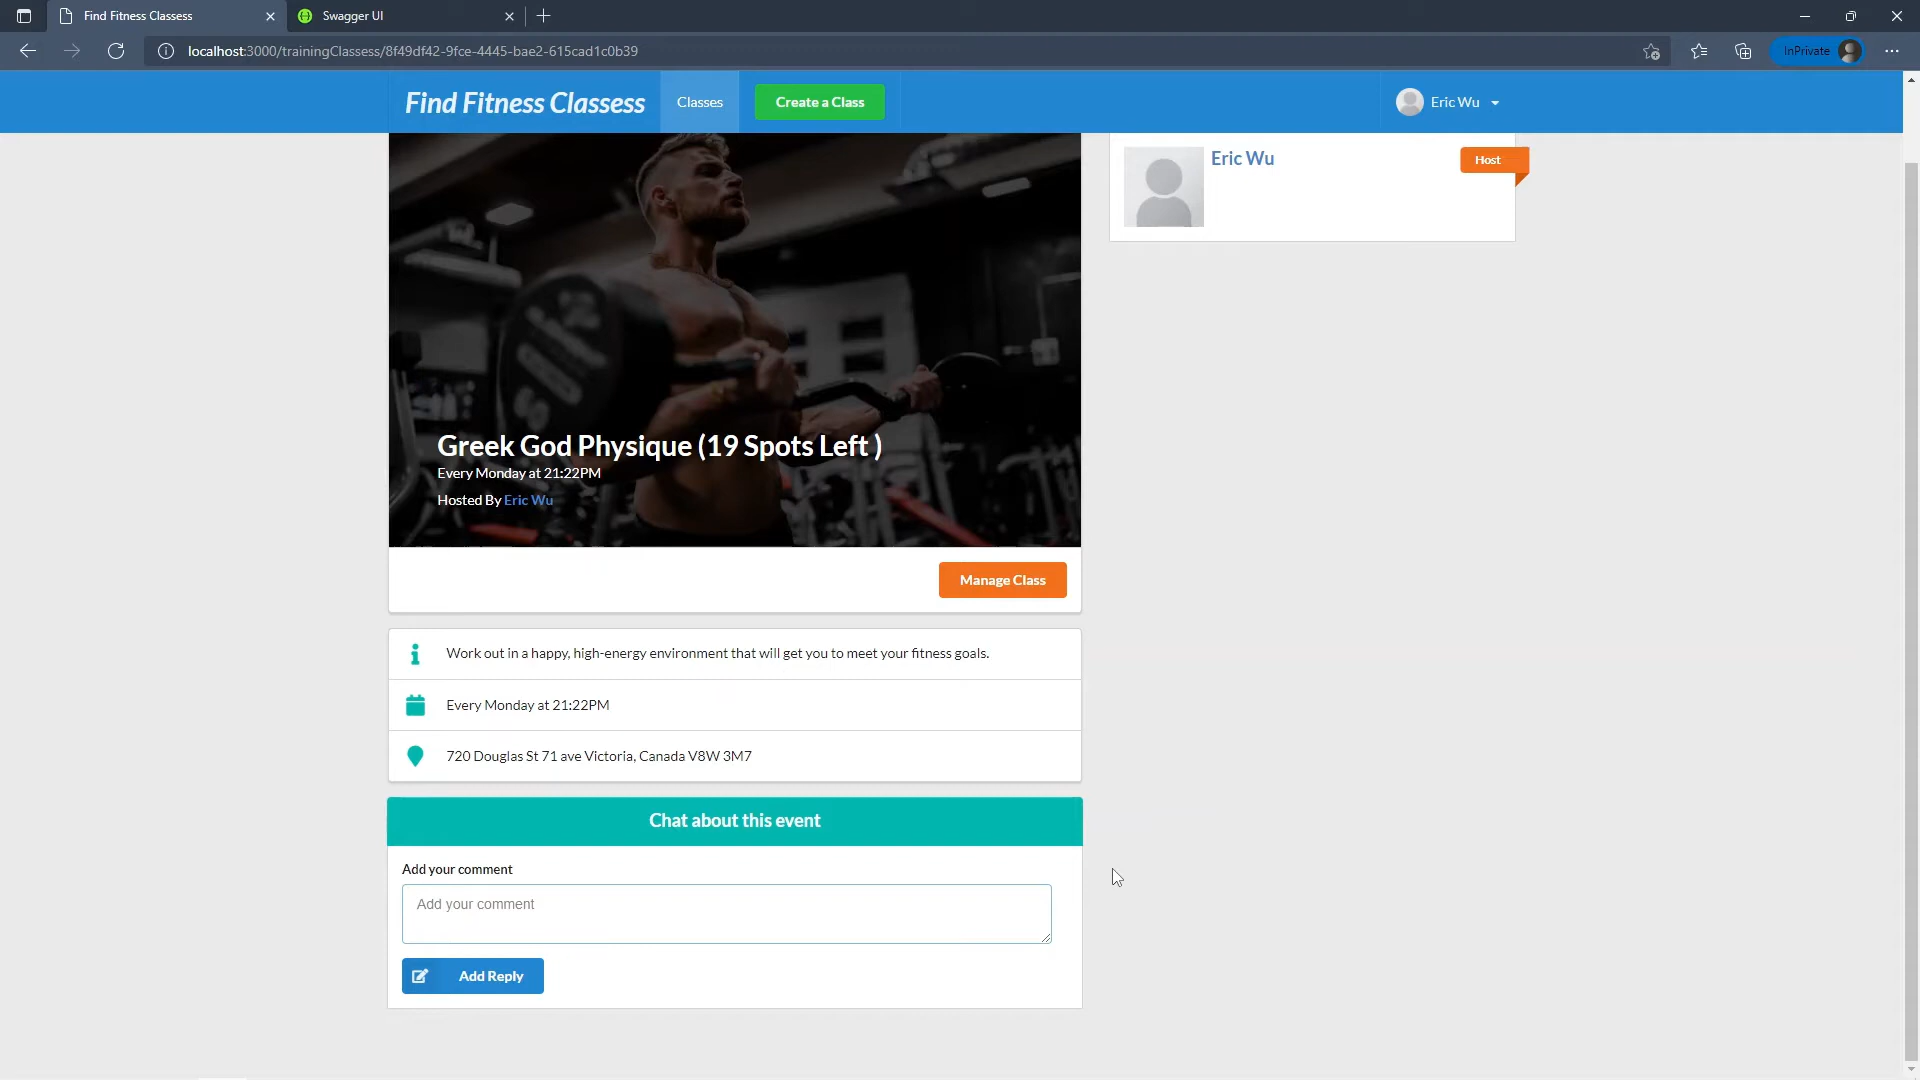 Find Fitness Classess
Swagger UI
localhost:3000/trainingClassess/8f49df42-9fce-4445-bae2-615cad1c0b39
InPrivate
Find Fitness Classess
Classes
Create a Class
Eric Wu
Eric Wu
Host
Greek God Physique (19 Spots Left )
Every Monday at 21:22PM
Hosted By Eric Wu
Manage Class
Work out in a happy, high-energy environment that will get you to meet your fitness goals.
Every Monday at 21:22PM
720 Douglas St 71 ave Victoria, Canada V8W 3M7
Chat about this event
Add your comment
Add your comment
Add Reply